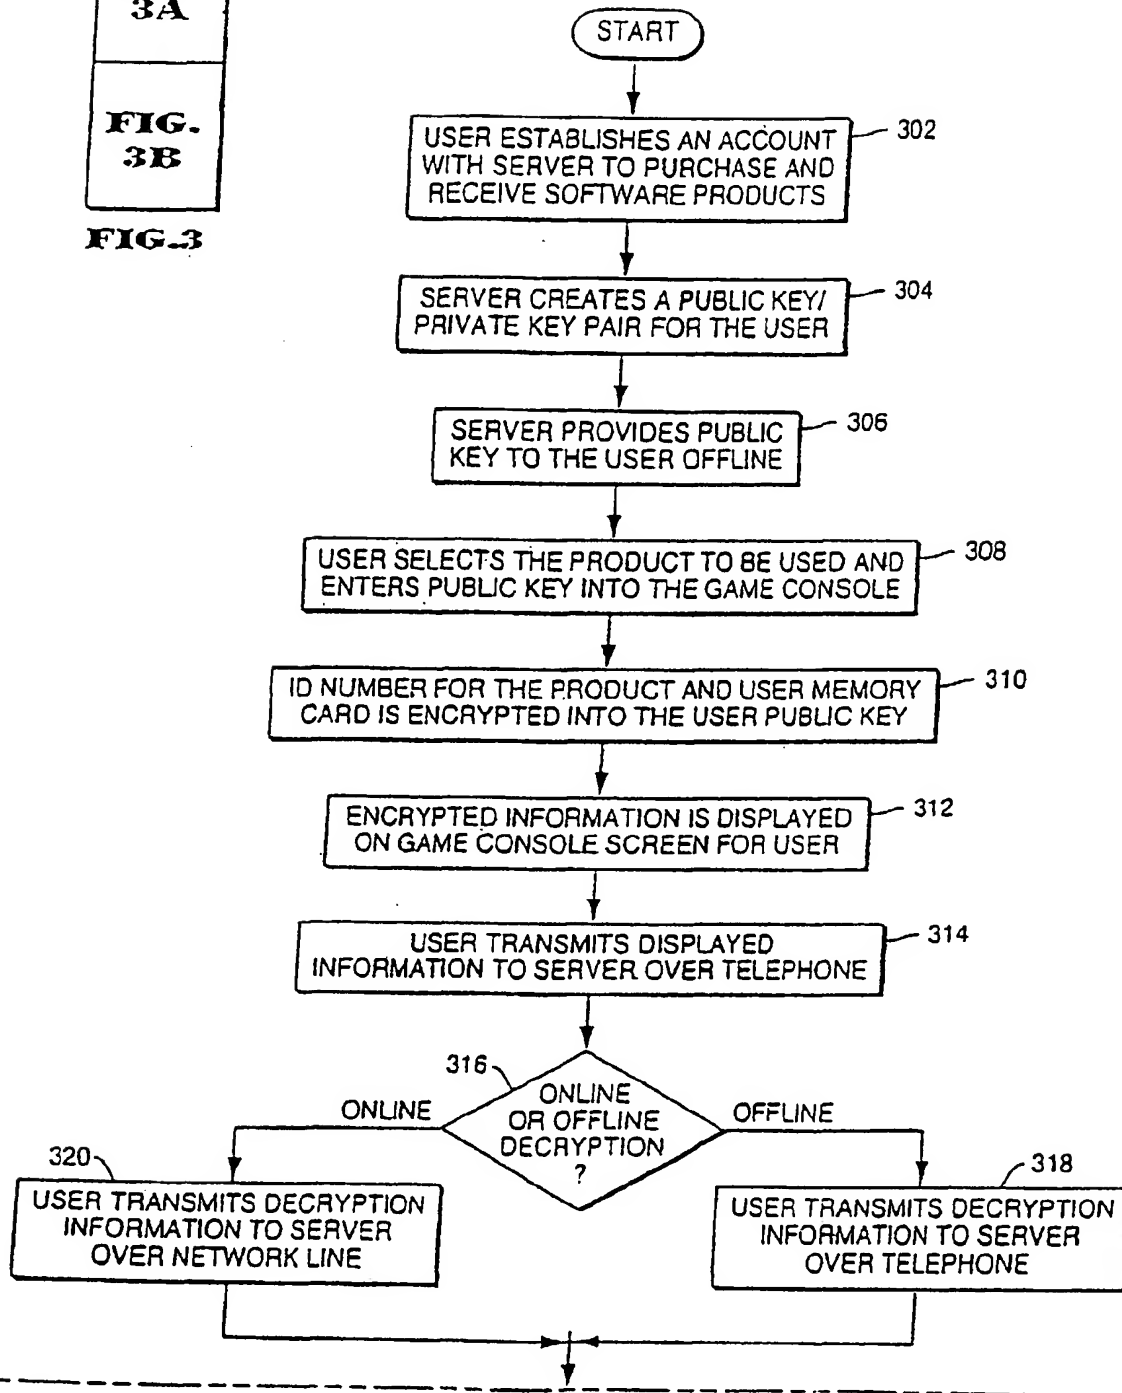 3A
FIG.
3B
FIG.3
START
USER ESTABLISHES AN ACCOUNT
WITH SERVER TO PURCHASE AND
RECEIVE SOFTWARE PRODUCTS
302
SERVER CREATES A PUBLIC KEY/
PRIVATE KEY PAIR FOR THE USER
304
SERVER PROVIDES PUBLIC
KEY TO THE USER OFFLINE
306
USER SELECTS THE PRODUCT TO BE USED AND
ENTERS PUBLIC KEY INTO THE GAME CONSOLE
308
ID NUMBER FOR THE PRODUCT AND USER MEMORY
CARD IS ENCRYPTED INTO THE USER PUBLIC KEY
310
ENCRYPTED INFORMATION IS DISPLAYED
ON GAME CONSOLE SCREEN FOR USER
312
USER TRANSMITS DISPLAYED
INFORMATION TO SERVER OVER TELEPHONE
314
316
ONLINE
OR OFFLINE
DECRYPTION
?
ONLINE
OFFLINE
320
USER TRANSMITS DECRYPTION
INFORMATION TO SERVER
OVER NETWORK LINE
318
USER TRANSMITS DECRYPTION
INFORMATION TO SERVER
OVER TELEPHONE